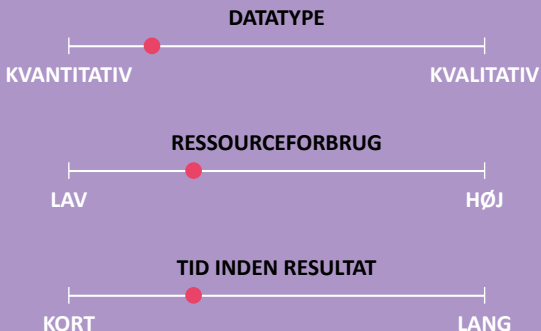 DATATYPE
KVANTITATIV KVALITATIV
RESSOURCEFORBRUG
LAV HØJ
TID INDEN RESULTAT
KORT LANG